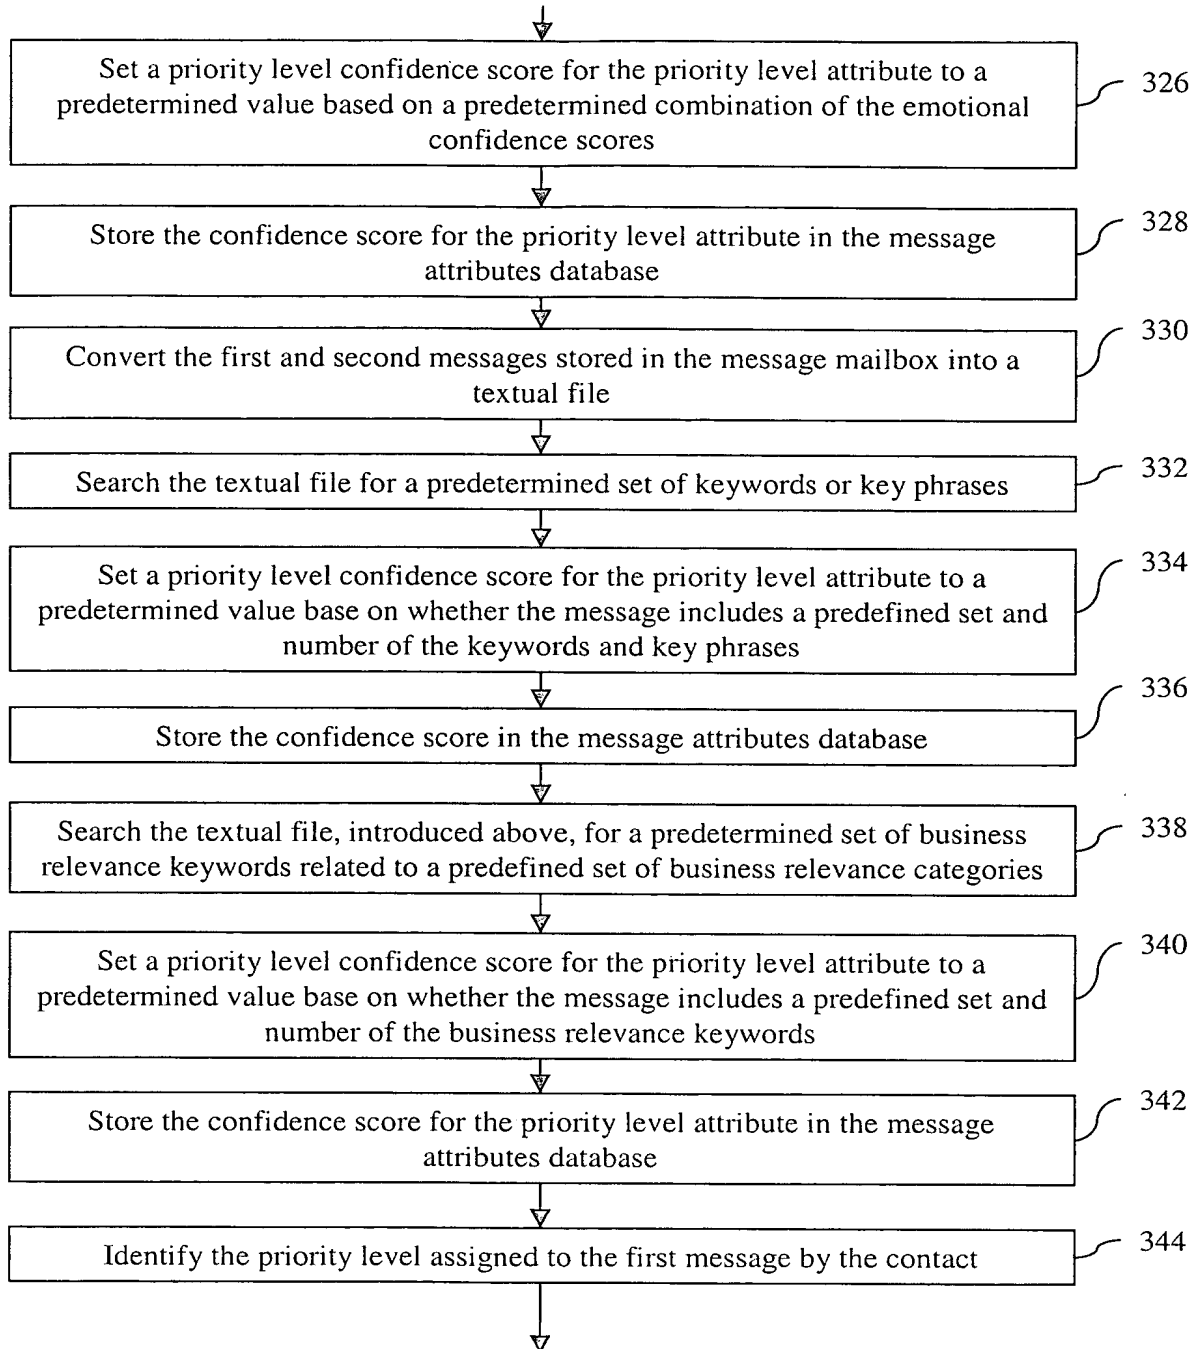 Set a priority level confidence score for the priority level attribute to a
predetermined value based on a predetermined combination of the emotional
confidence scores
326
Store the confidence score for the priority level attribute in the message
attributes database
328
Convert the first and second messages stored in the message mailbox into a
textual file
330
Search the textual file for a predetermined set of keywords or key phrases
332
Set a priority level confidence score for the priority level attribute to a
predetermined value base on whether the message includes a predefined set and
number of the keywords and key phrases
334
Store the confidence score in the message attributes database
336
Search the textual file, introduced above, for a predetermined set of business
relevance keywords related to a predefined set of business relevance categories
338
Set a priority level confidence score for the priority level attribute to a
predetermined value base on whether the message includes a predefined set and
number of the business relevance keywords
340
Store the confidence score for the priority level attribute in the message
attributes database
342
Identify the priority level assigned to the first message by the contact
344